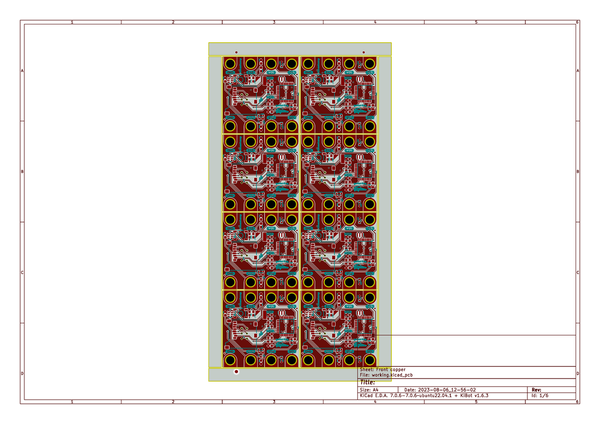 1 2 3 4 5 6
A A
B B
C C
D D
Sheet: Front copper
File: working.kicad_pcb
Title:
Size: A4 Date: 2023-08-06_12-56-02 Rev:
KiCad E.D.A. 7.0.6-7.0.6~ubuntu22.04.1 + KiBot v1.6.3 Id: 1/6
1 2 3 4 5 6